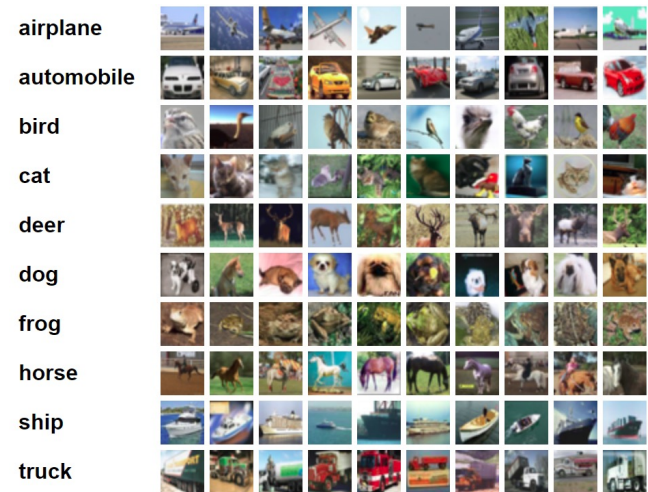 airplane
automobile
bird
cat
deer
dog
frog
horse
ship
truck